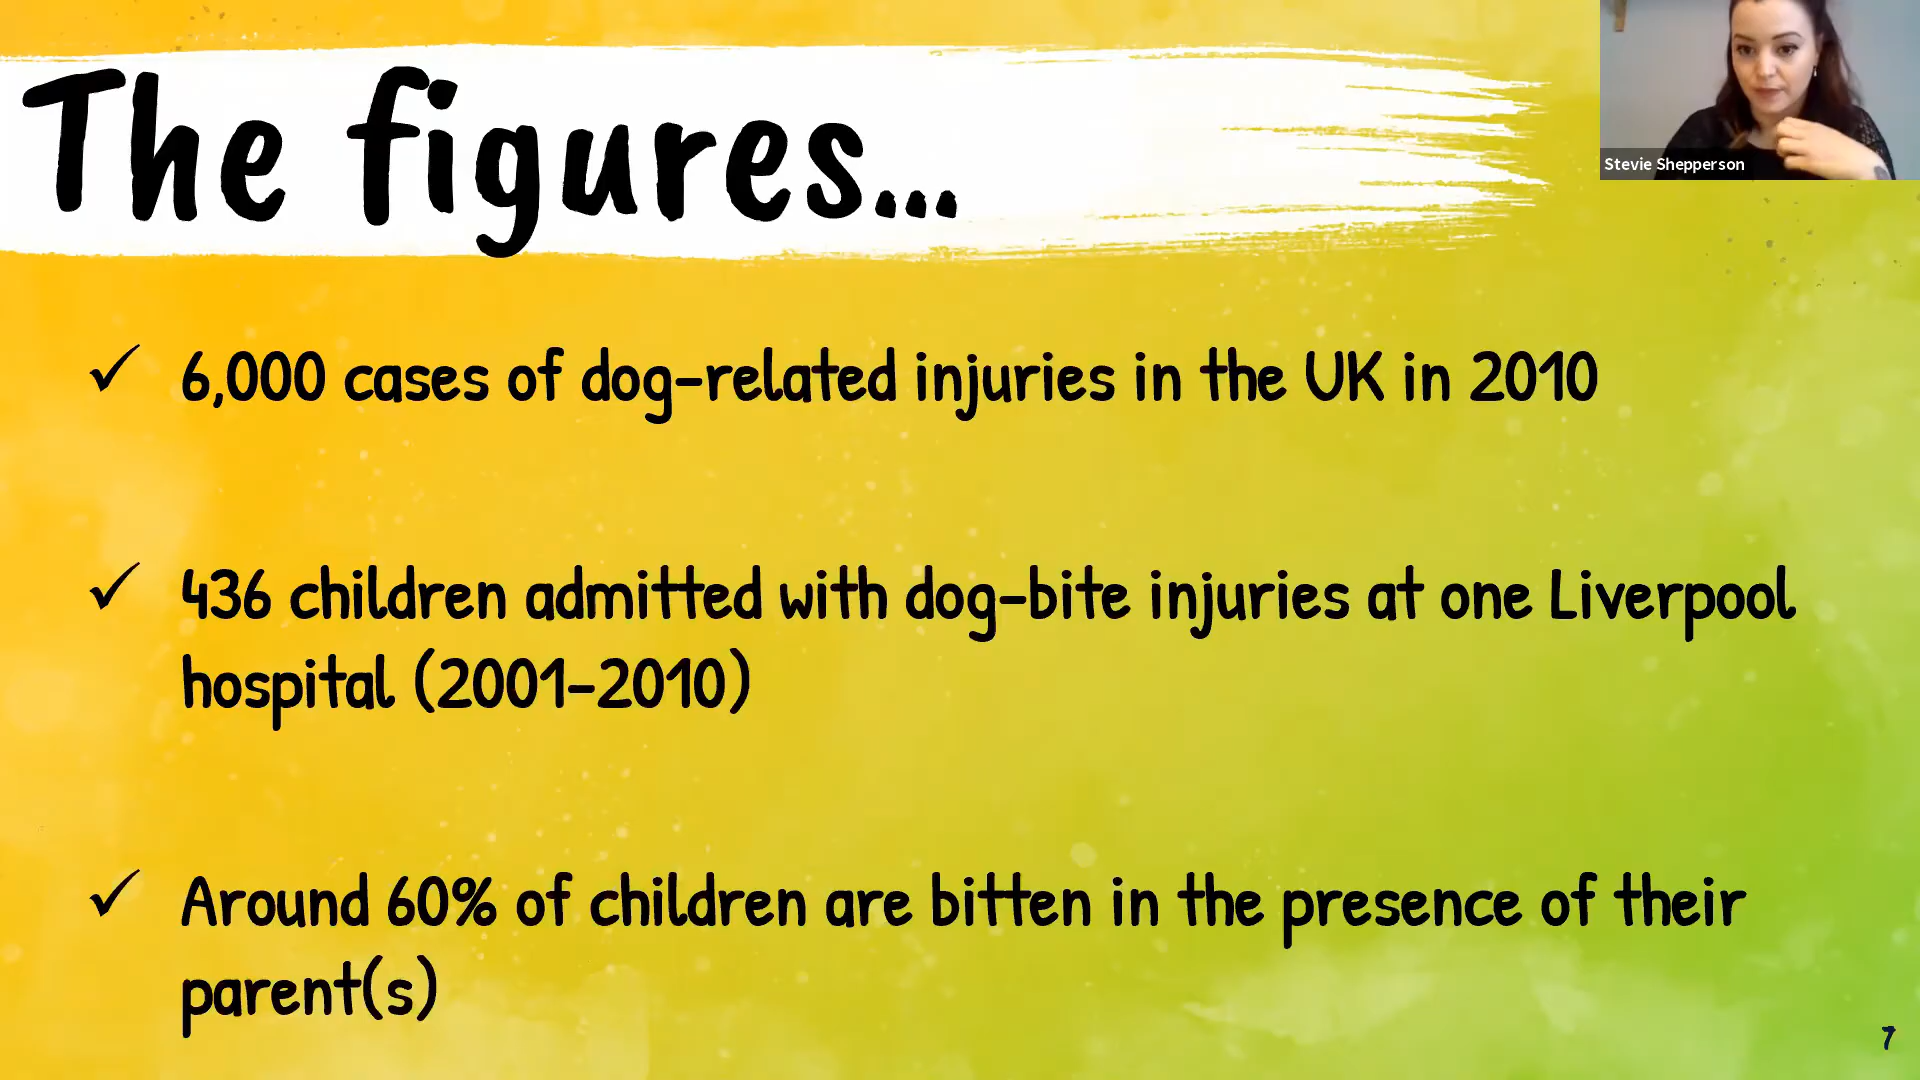 The figures...
Stevie Shepperson
✓ 6,000 cases of dog-related injuries in the UK in 2010
✓ 436 children admitted with dog-bite injuries at one Liverpool
hospital (2001-2010)
✓ Around 60% of children are bitten in the presence of their
parent(s)
7